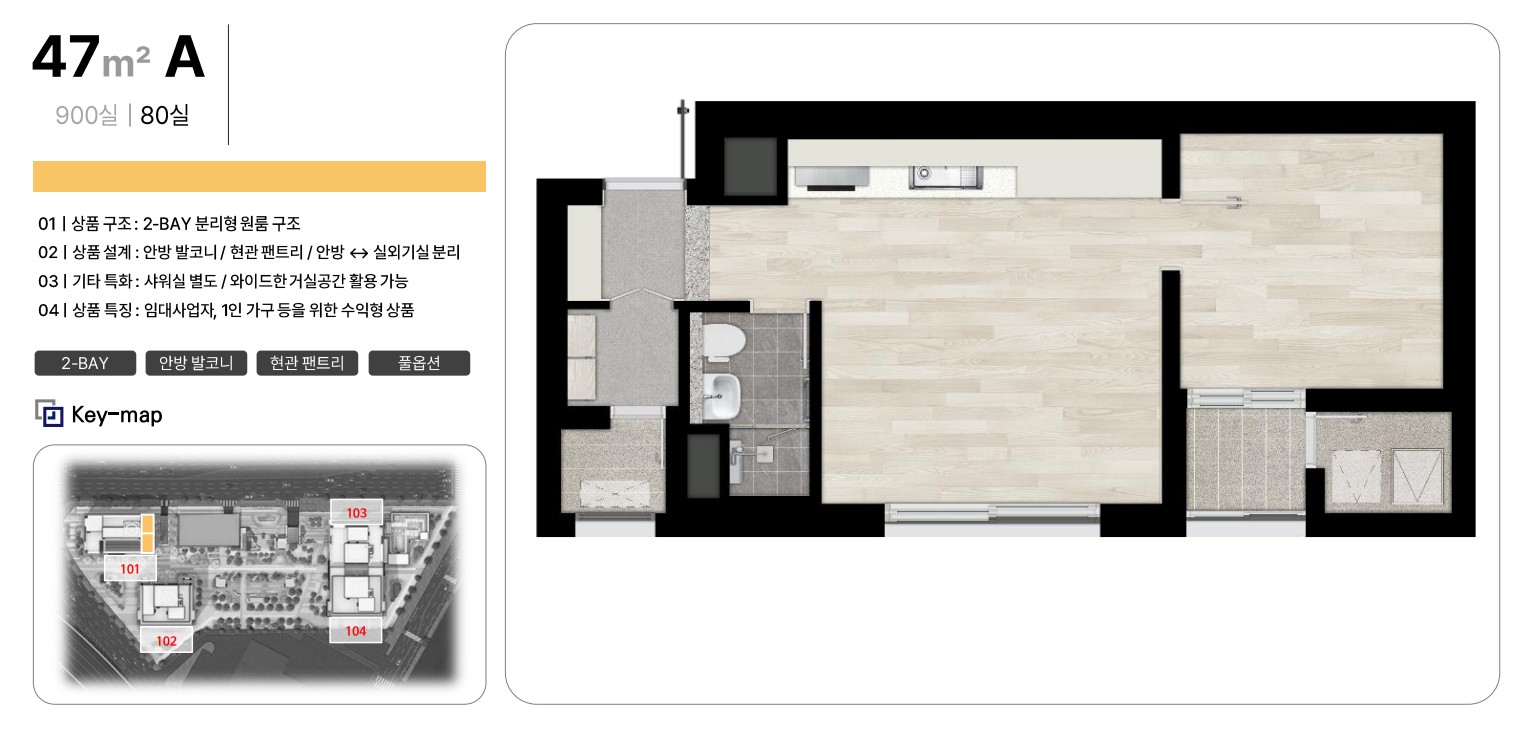 47m² A
900실 | 80실
01 | 상품 구조 : 2-BAY 분리형 원룸 구조
02 | 상품 설계 : 안방 발코니 / 현관 팬트리 / 안방 ↔ 실외기실 분리
03 | 기타 특화 : 샤워실 별도 / 와이드한 거실공간 활용 가능
04 | 상품 특징 : 임대사업자, 1인 가구 등을 위한 수익형 상품
2-BAY 안방 발코니 현관 팬트리 풀옵션
Key-map
103
101
102
104